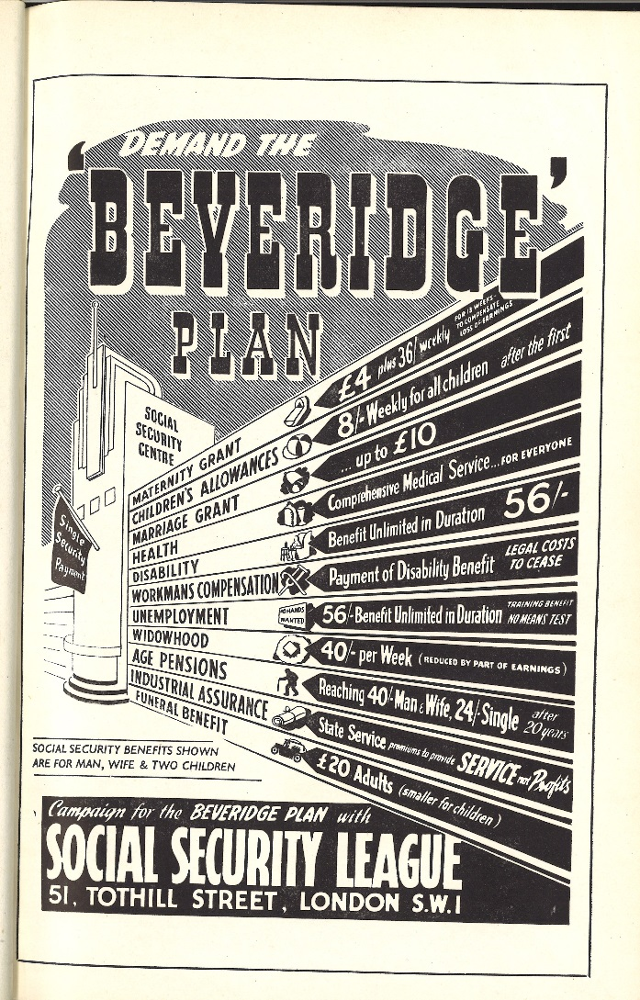 DEMAND THE
'BEVERIDGE'
PLAN
SOCIAL
SECURITY
CENTRE
Single
Security
Payment
MATERNITY GRANT £4 plus 36/- weekly FOR 13 WEEKS-
TO COMPENSATE
LOSS OF EARNINGS
CHILDREN'S ALLOWANCES 8/- Weekly for all children after the first
MARRIAGE GRANT ... up to £10
HEALTH Comprehensive Medical Service...FOR EVERYONE
DISABILITY Benefit Unlimited in Duration 56/-
WORKMANS COMPENSATION Payment of Disability Benefit LEGAL COSTS
TO CEASE
UNEMPLOYMENT NO HANDS
WANTED 56/- Benefit Unlimited in Duration TRAINING BENEFIT
NO MEANS TEST
WIDOWHOOD 40/- per Week (REDUCED BY PART OF EARNINGS)
AGE PENSIONS Reaching 40/- Man & Wife, 24/- Single after
20 years
INDUSTRIAL ASSURANCE State Service premiums to provide SERVICE not Profits
FUNERAL BENEFIT £20 Adults (smaller for children)
SOCIAL SECURITY BENEFITS SHOWN
ARE FOR MAN, WIFE & TWO CHILDREN
Campaign for the BEVERIDGE PLAN with
SOCIAL SECURITY LEAGUE
51, TOTHILL STREET, LONDON S.W.1